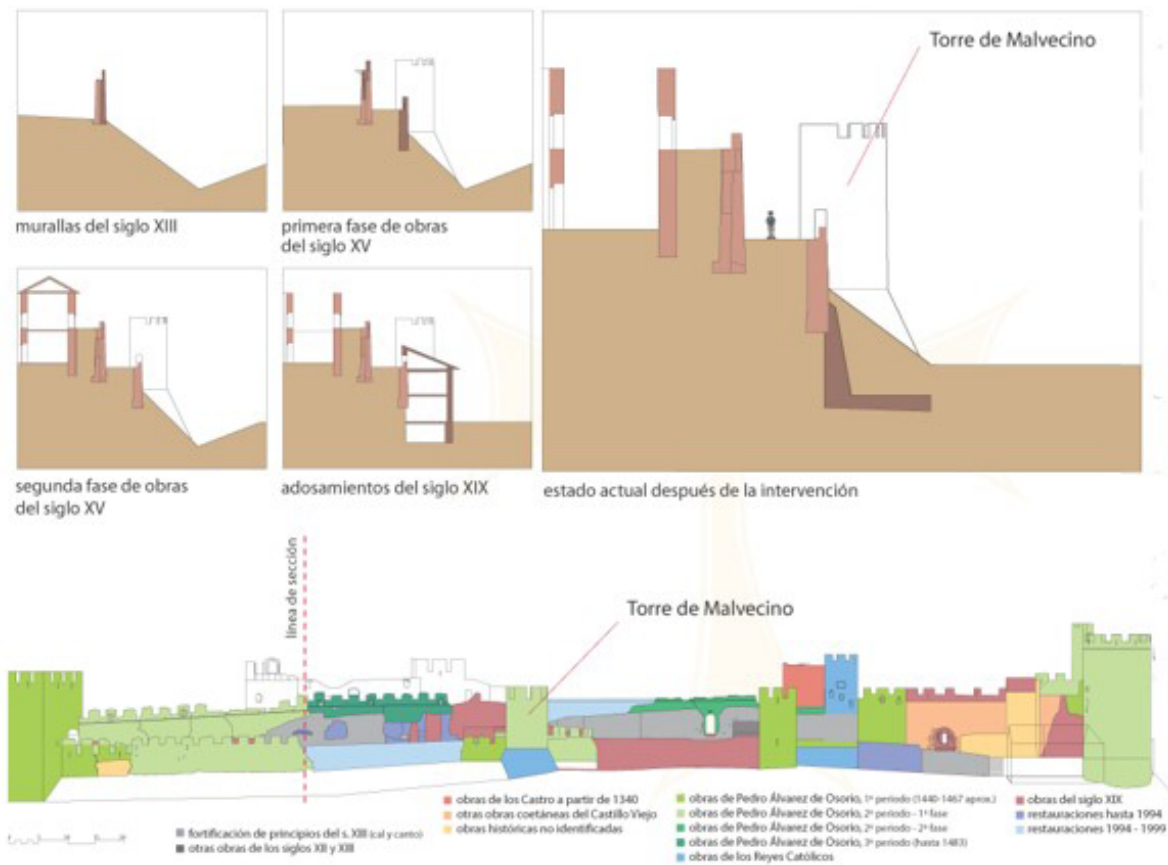 Torre de Malvecino
murallas del siglo XIII
primera fase de obras
del siglo XV
segunda fase de obras
del siglo XV
adosamientos del siglo XIX
estado actual después de la intervención
línea de sección
Torre de Malvecino
fortificación de principios del s. XIII (cal y canto)
otras obras de los siglos XII y XIII
obras de los Castro a partir de 1340
otras obras coetáneas del Castillo Viejo
obras históricas no identificadas
obras de Pedro Álvarez de Osorio, 1º periodo (1440-1467 aprox.)
obras de Pedro Álvarez de Osorio, 2º periodo - 1ª fase
obras de Pedro Álvarez de Osorio, 2º periodo - 2ª fase
obras de Pedro Álvarez de Osorio, 3º periodo (hasta 1483)
obras de los Reyes Católicos
obras del siglo XIX
restauraciones hasta 1994
restauraciones 1994 - 1999